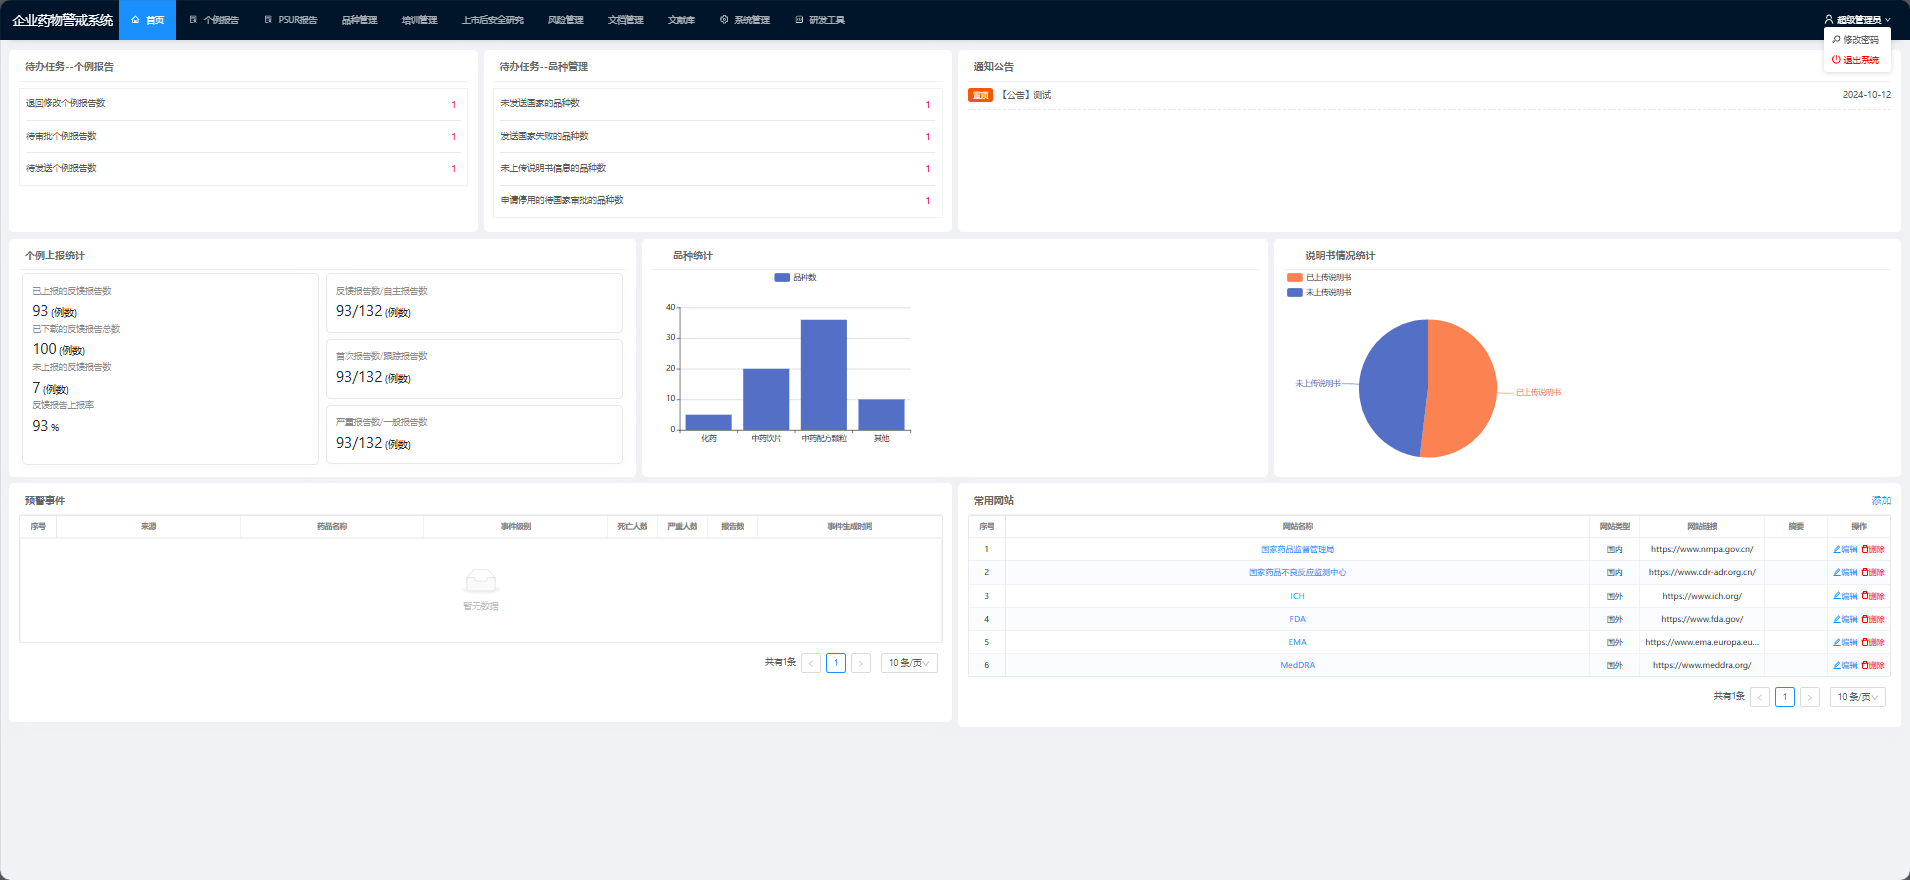 企业药物警戒系统 首页 个例报告 PSUR报告 品种管理 培训管理 上市后安全研究 风险管理 文档管理 文献库 系统管理 研发工具 超级管理员
修改密码
退出系统
待办任务--个例报告
退回修改个例报告数 1
待审批个例报告数 1
待发送个例报告数 1
待办任务--品种管理
未发送国家的品种数 1
发送国家失败的品种数 1
未上传说明书信息的品种数 1
申请停用的待国家审批的品种数 1
通知公告
置顶 【公告】测试 2024-10-12
个例上报统计
已上报的反馈报告数
93 (例数)
已下载的反馈报告总数
100 (例数)
未上报的反馈报告数
7 (例数)
反馈报告上报率
93 %
反馈报告数/自主报告数
93/132 (例数)
首次报告数/跟踪报告数
93/132 (例数)
严重报告数/一般报告数
93/132 (例数)
品种统计
品种数
40
30
20
10
0
化药 中药饮片 中药配方颗粒 其他
说明书情况统计
已上传说明书
未上传说明书
未上传说明书
已上传说明书
预警事件
序号 来源 药品名称 事件级别 死亡人数 严重人数 报告数 事件生成时间
暂无数据
共有1条 < 1 > 10 条/页
常用网站 添加
序号 网站名称 网站类型 网站链接 摘要 操作
1 国家药品监督管理局 国内 https://www.nmpa.gov.cn/ 编辑 删除
2 国家药品不良反应监测中心 国内 https://www.cdr-adr.org.cn/ 编辑 删除
3 ICH 国外 https://www.ich.org/ 编辑 删除
4 FDA 国外 https://www.fda.gov/ 编辑 删除
5 EMA 国外 https://www.ema.europa.eu... 编辑 删除
6 MedDRA 国外 https://www.meddra.org/ 编辑 删除
共有1条 < 1 > 10 条/页